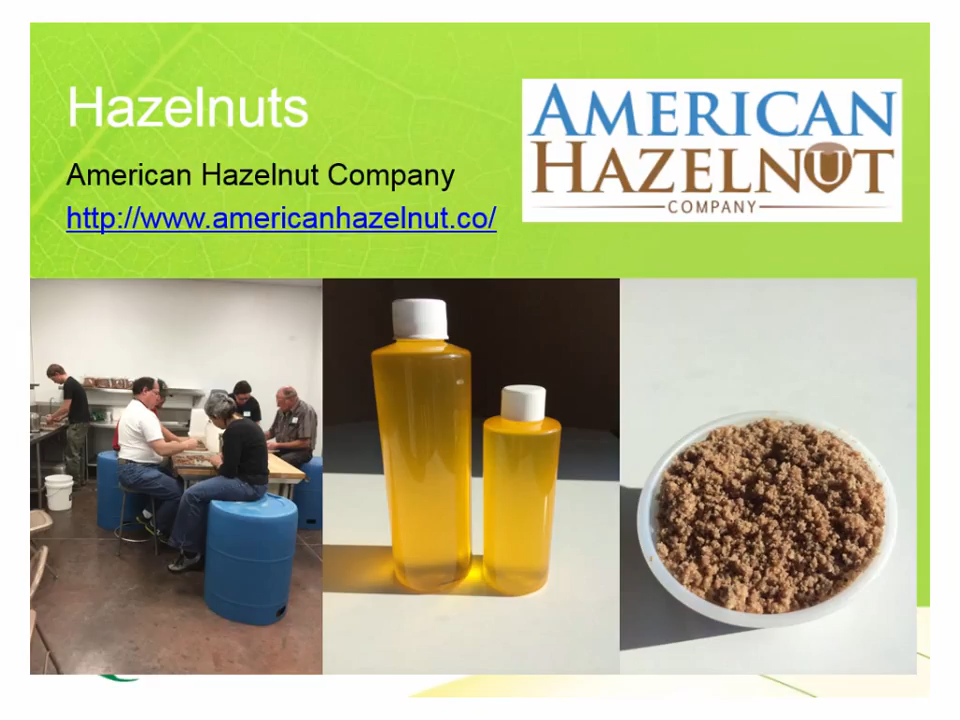 Hazelnuts
American Hazelnut Company
http://www.americanhazelnut.co/
AMERICAN
HAZELNUT
COMPANY